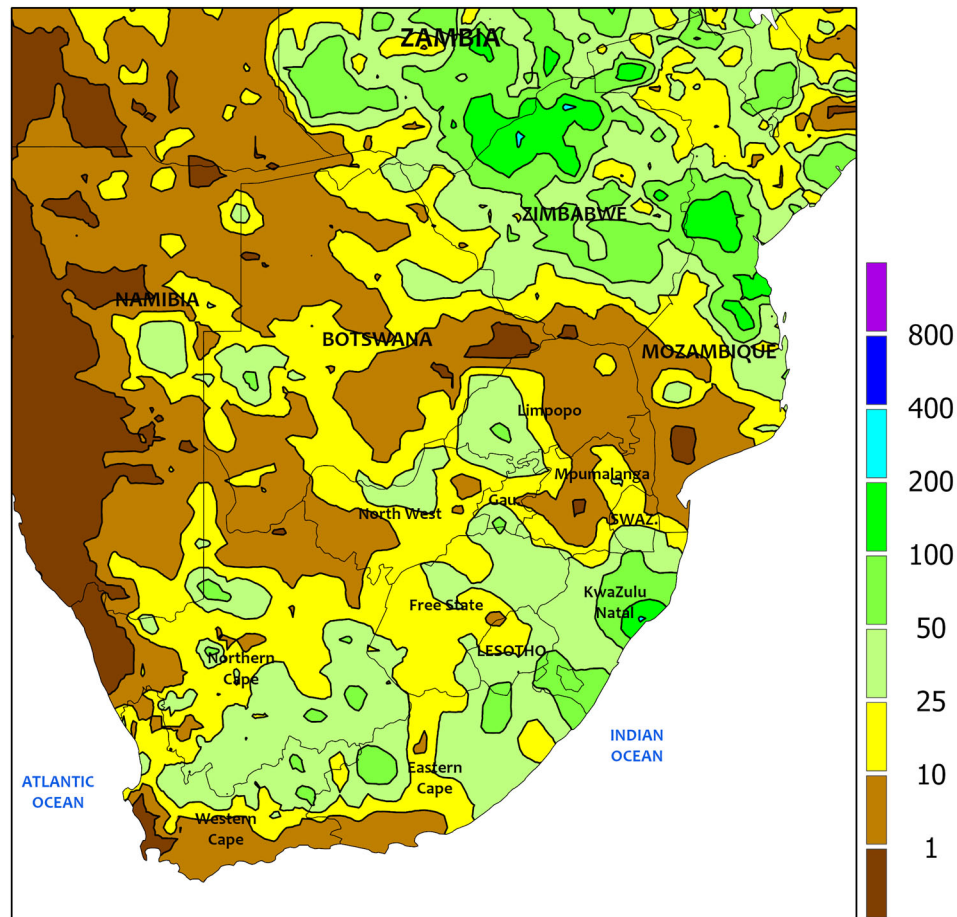 ZAMBIA
ZIMBABWE
NAMIBIA
BOTSWANA
MOZAMBIQUE
Limpopo
Mpumalanga
North West
Gau.
SWAZ.
Free State
KwaZulu
Natal
LESOTHO
Northern
Cape
INDIAN
OCEAN
Eastern
Cape
ATLANTIC
OCEAN
Western
Cape
800
400
200
100
50
25
10
1